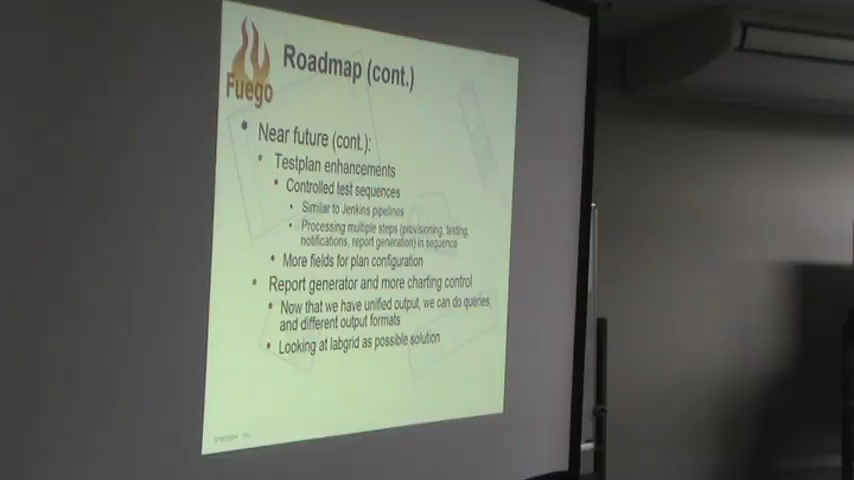 Fuego
Roadmap (cont.)
• Near future (cont.):
• Testplan enhancements
• Controlled test sequences
• Similar to Jenkins pipelines
• Processing multiple steps (provisioning, testing,
notifications, report generation) in sequence
• More fields for plan configuration
• Report generator and more charting control
• Now that we have unified output, we can do queries,
and different output formats
• Looking at labgrid as possible solution